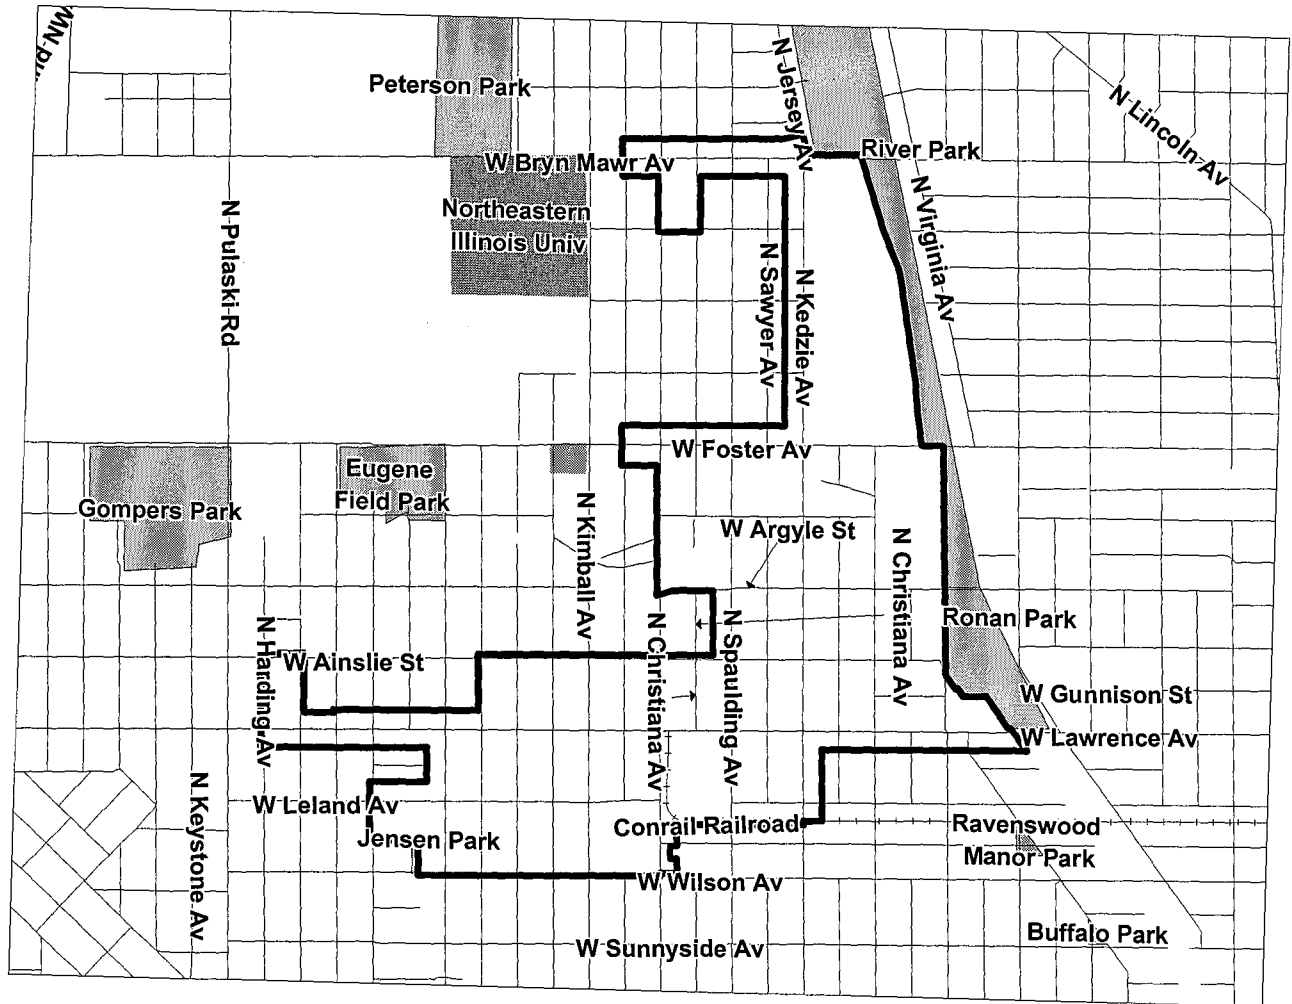 Peterson Park
N Jersey Av
N Lincoln Av
River Park
W Bryn Mawr Av
Northeastern
Illinois Univ
N Pulaski Rd
N Virginia Av
N Sawyer Av
N Kedzie Av
W Foster Av
Eugene
Field Park
Gompers Park
N Kimball Av
W Argyle St
N Christiana Av
Ronan Park
N Harding Av
W Ainslie St
N Christiana Av
N Spaulding Av
W Gunnison St
W Lawrence Av
N Keystone Av
W Leland Av
Jensen Park
Conrail Railroad
Ravenswood
Manor Park
W Wilson Av
Buffalo Park
W Sunnyside Av